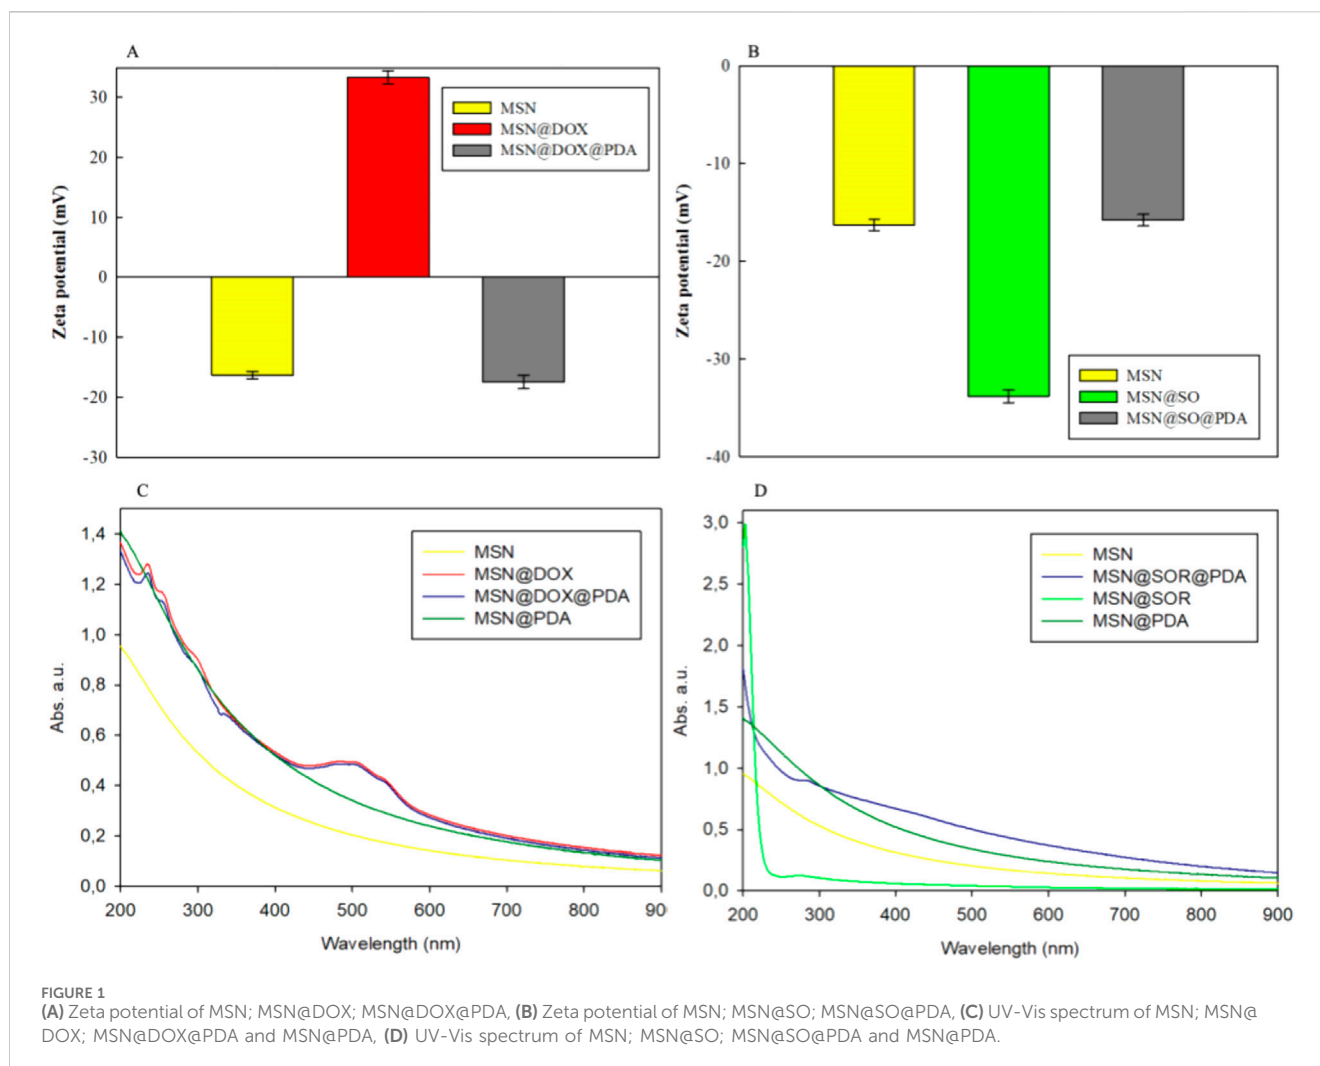 A
Zeta potential (mV)
30
20
10
0
-10
-20
-30
MSN
MSN@DOX
MSN@DOX@PDA
B
Zeta potential (mV)
0
-10
-20
-30
-40
MSN
MSN@SO
MSN@SO@PDA
C
Abs. a.u.
1,4
1,2
1,0
0,8
0,6
0,4
0,2
0,0
MSN
MSN@DOX
MSN@DOX@PDA
MSN@PDA
200 300 400 500 600 700 800 90
Wavelength (nm)
D
Abs. a.u.
3,0
2,5
2,0
1,5
1,0
0,5
0,0
MSN
MSN@SOR@PDA
MSN@SOR
MSN@PDA
200 300 400 500 600 700 800 900
Wavelength (nm)
FIGURE 1
(A) Zeta potential of MSN; MSN@DOX; MSN@DOX@PDA, (B) Zeta potential of MSN; MSN@SO; MSN@SO@PDA, (C) UV-Vis spectrum of MSN; MSN@
DOX; MSN@DOX@PDA and MSN@PDA, (D) UV-Vis spectrum of MSN; MSN@SO; MSN@SO@PDA and MSN@PDA.